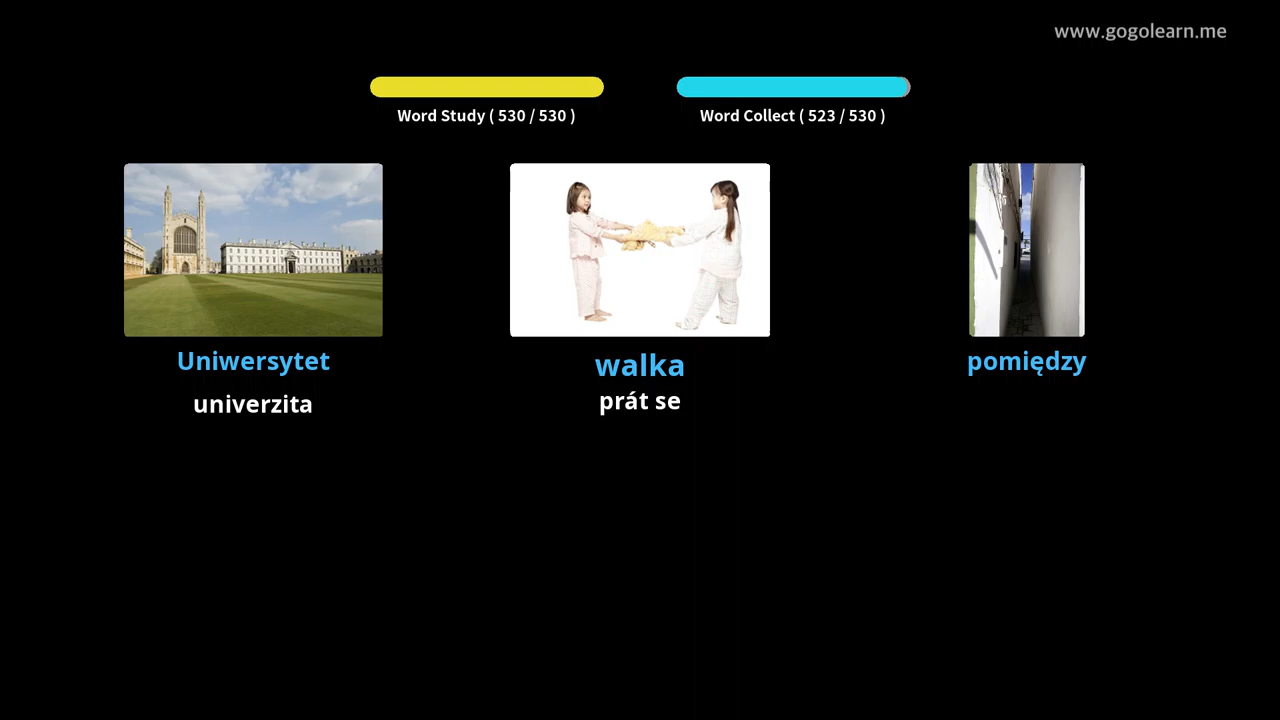 www.gogolearn.me
Word Study ( 530 / 530 )
Word Collect ( 523 / 530 )
Uniwersytet
univerzita
walka
prát se
pomiędzy